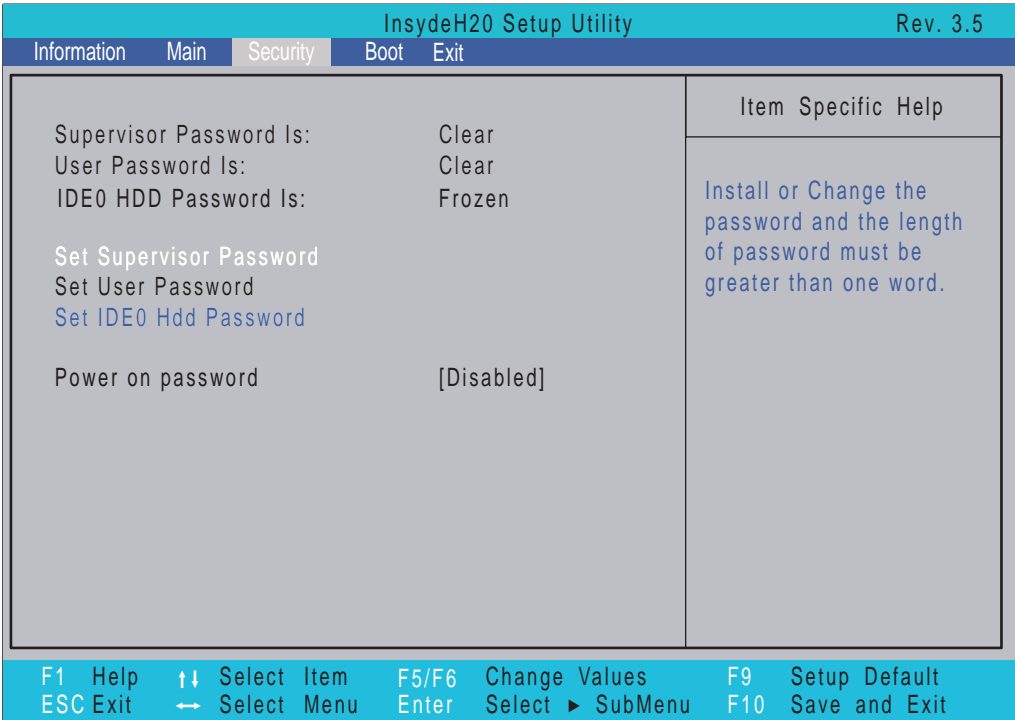 InsydeH20 Setup Utility Rev. 3.5
Information Main Security Boot Exit
Item Specific Help
Supervisor Password Is: Clear
User Password Is: Clear
IDE0 HDD Password Is: Frozen
Set Supervisor Password
Set User Password
Set IDE0 Hdd Password
Power on password [Disabled]
Install or Change the
password and the length
of password must be
greater than one word.
F1 Help ↑↓ Select Item F5/F6 Change Values F9 Setup Default
ESC Exit ↔ Select Menu Enter Select ► SubMenu F10 Save and Exit